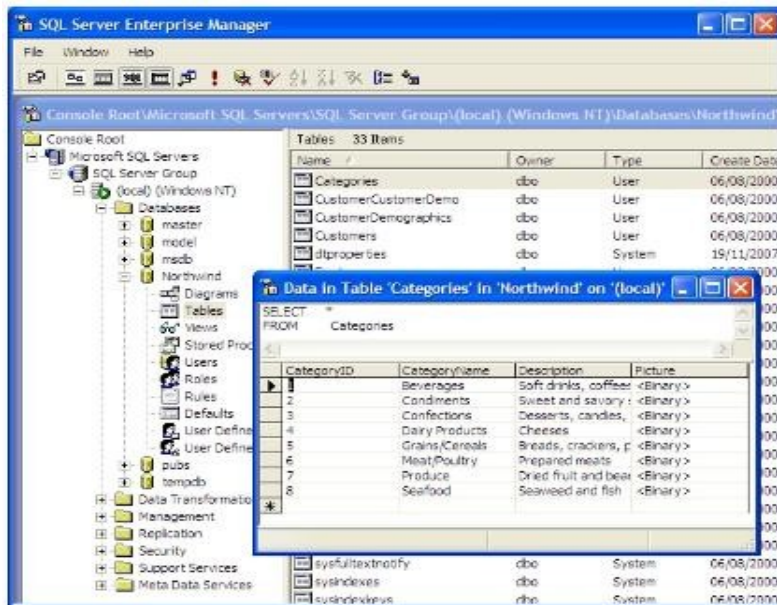 SQL Server Enterprise Manager
File Window Help
Console Root\Microsoft SQL Servers\SQL Server Group\(local) (Windows NT)\Databases\Northwind
Console Root
Microsoft SQL Servers
SQL Server Group
(local) (Windows NT)
Databases
master
model
msdb
Northwind
Diagrams
Tables
Views
Stored Proc
Users
Roles
Rules
Defaults
User Define
User Define
pubs
tempdb
Data Transformatio
Management
Replication
Security
Support Services
Meta Data Services
Tables 33 Items
Name Owner Type Create Date
Categories dbo User 06/08/2000
CustomerCustomerDemo dbo User 06/08/2000
CustomerDemographics dbo User 06/08/2000
Customers dbo User 06/08/2000
dtproperties dbo System 19/11/2007
Data in Table 'Categories' in 'Northwind' on '(local)'
SELECT *
FROM Categories
CategoryID CategoryName Description Picture
1 Beverages Soft drinks, coffees <Binary>
2 Condiments Sweet and savory <Binary>
3 Confections Desserts, candies, <Binary>
4 Dairy Products Cheeses <Binary>
5 Grains/Cereals Breads, crackers, p <Binary>
6 Meat/Poultry Prepared meats <Binary>
7 Produce Dried fruit and bean <Binary>
8 Seafood Seaweed and fish <Binary>
sysfulltextnotify dbo System 06/08/2000
sysindexes dbo System 06/08/2000
sysindexkeys dbo System 06/08/2000